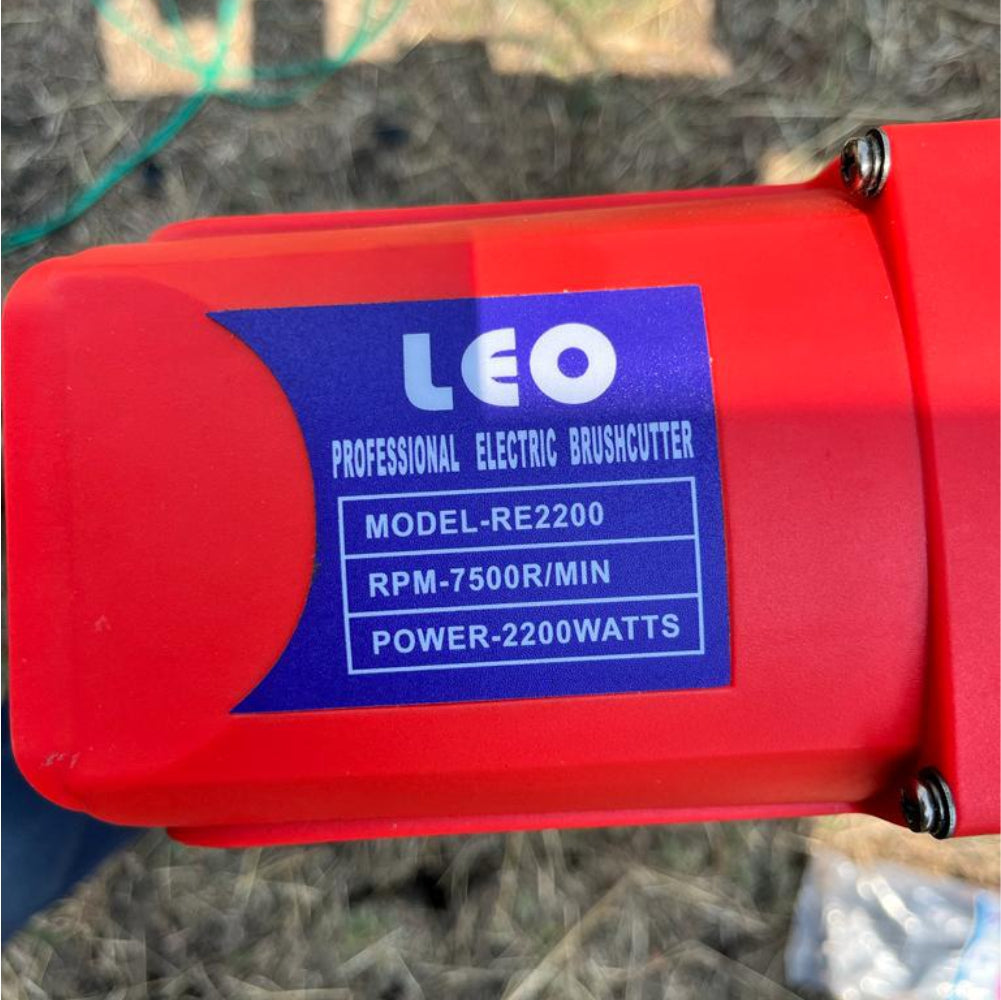 LEO
PROFESSIONAL ELECTRIC BRUSHCUTTER
MODEL-RE2200
RPM-7500R/MIN
POWER-2200WATTS